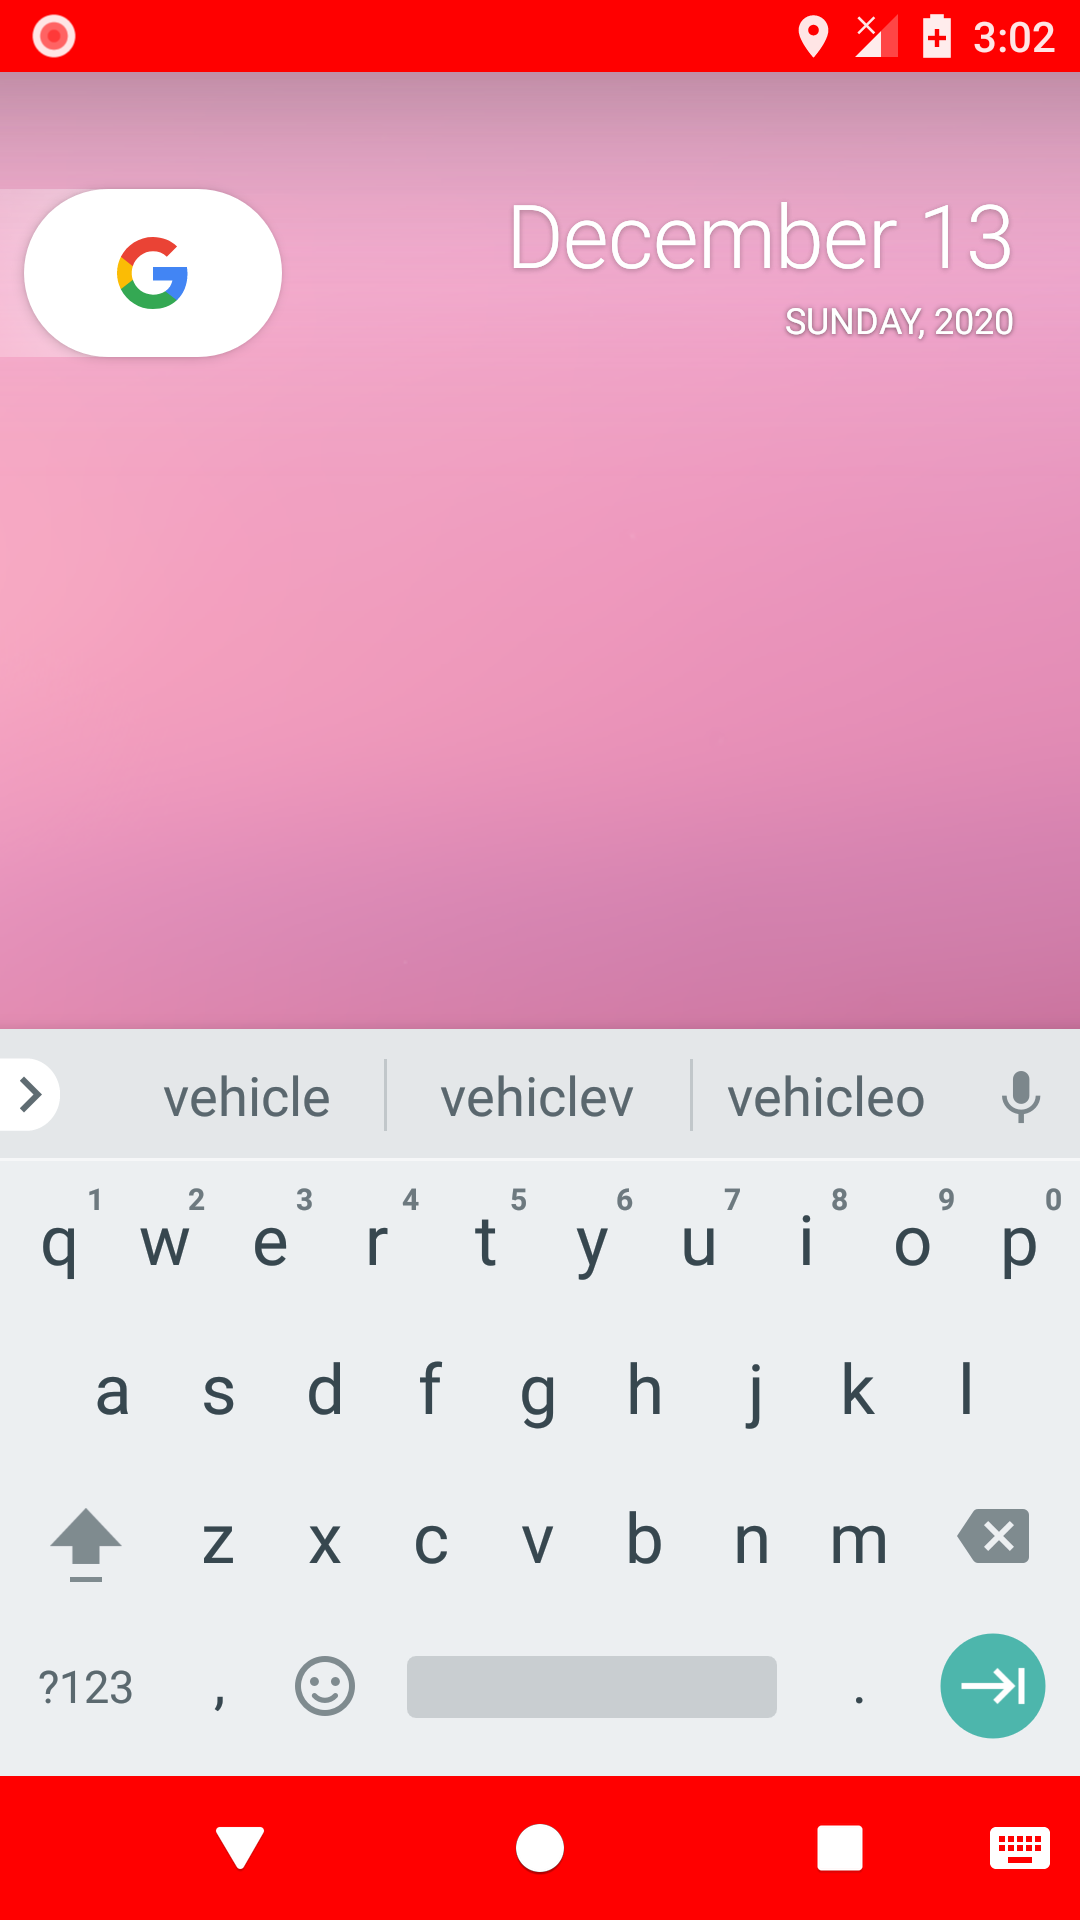 3:02
December 13
SUNDAY, 2020
vehicle vehiclev vehicleo
1 2 3 4 5 6 7 8 9 0
q w e r t y u i o p
a s d f g h j k l
z x c v b n m
?123 , .